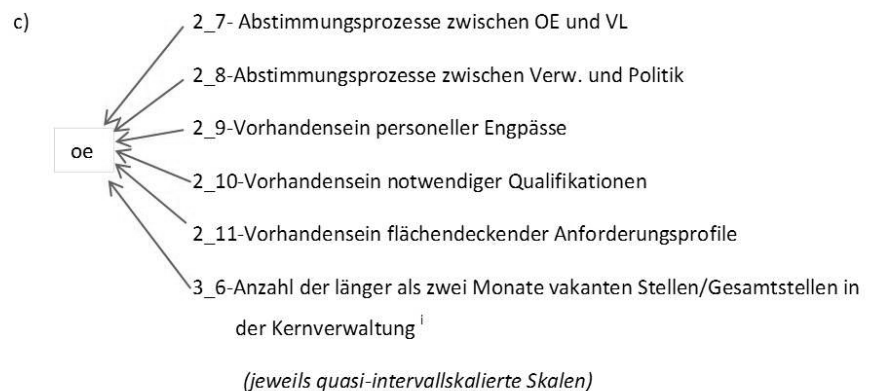 c)
2_7- Abstimmungsprozesse zwischen OE und VL
2_8-Abstimmungsprozesse zwischen Verw. und Politik
2_9-Vorhandensein personeller Engpässe
oe
2_10-Vorhandensein notwendiger Qualifikationen
2_11-Vorhandensein flächendeckender Anforderungsprofile
3_6-Anzahl der länger als zwei Monate vakanten Stellen/Gesamtstellen in
der Kernverwaltung i
(jeweils quasi-intervallskalierte Skalen)